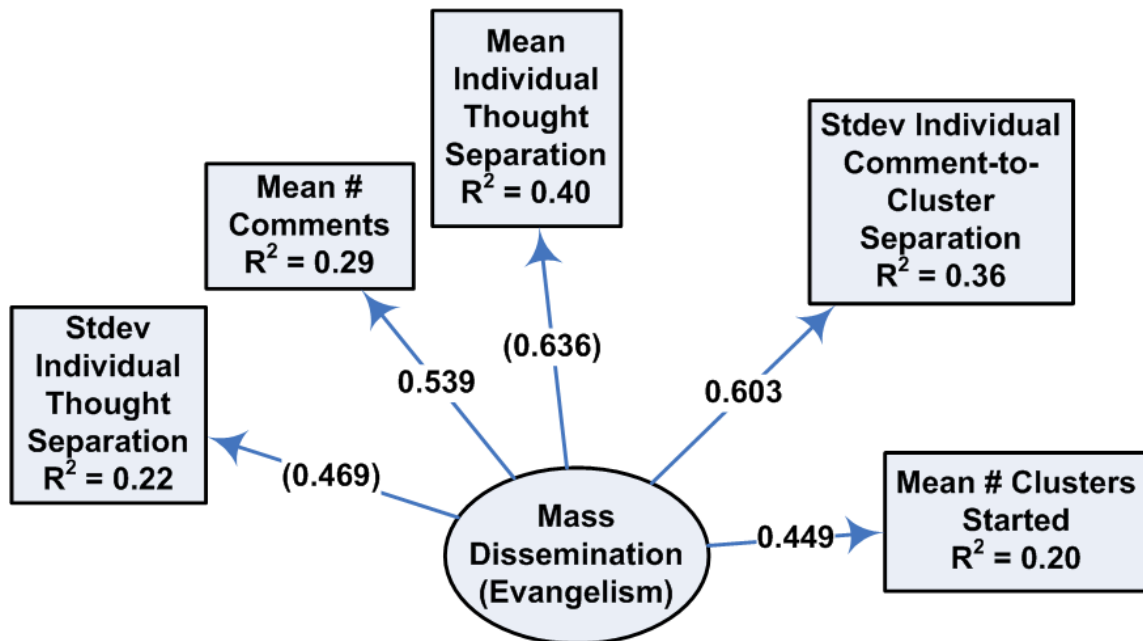 Mean
Individual
Thought
Separation
R² = 0.40
Stdev Individual
Comment-to-
Cluster
Separation
R² = 0.36
Mean #
Comments
R² = 0.29
Stdev
Individual
Thought
Separation
R² = 0.22
(0.636)
0.539
0.603
(0.469)
0.449
Mean # Clusters
Started
R² = 0.20
Mass
Dissemination
(Evangelism)